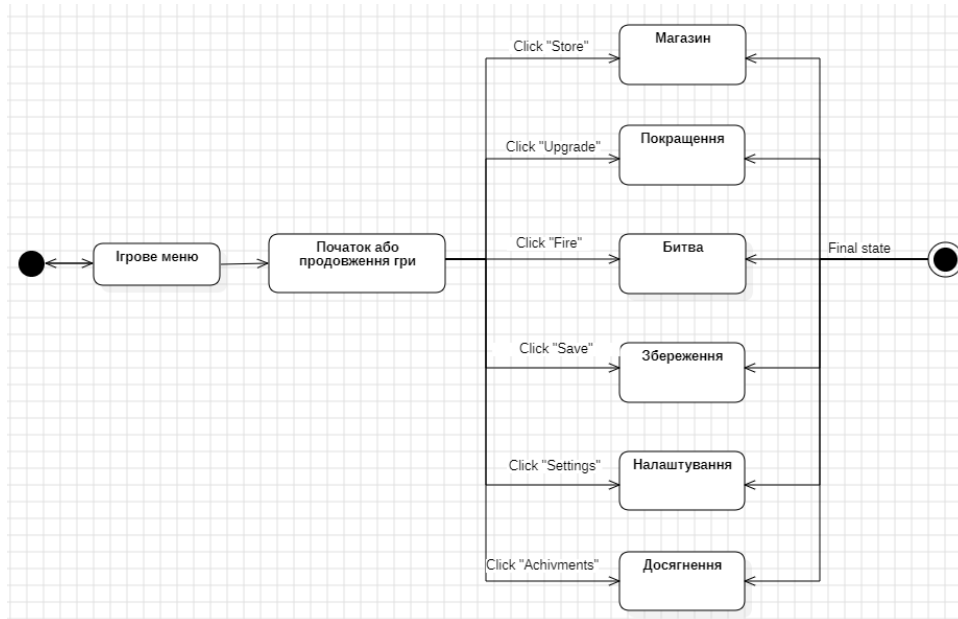 Click "Store"
Магазин
Click "Upgrade"
Покращення
Click "Fire"
Битва
Ігрове меню
Початок або
продовження гри
Final state
Click "Save"
Збереження
Click "Settings"
Налаштування
Click "Achivments"
Досягнення